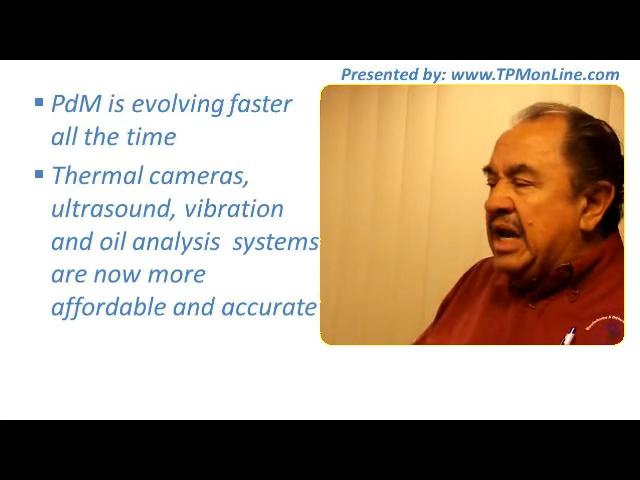 Presented by: www.TPMonLine.com
PdM is evolving faster
all the time
Thermal cameras,
ultrasound, vibration
and oil analysis systems
are now more
affordable and accurate